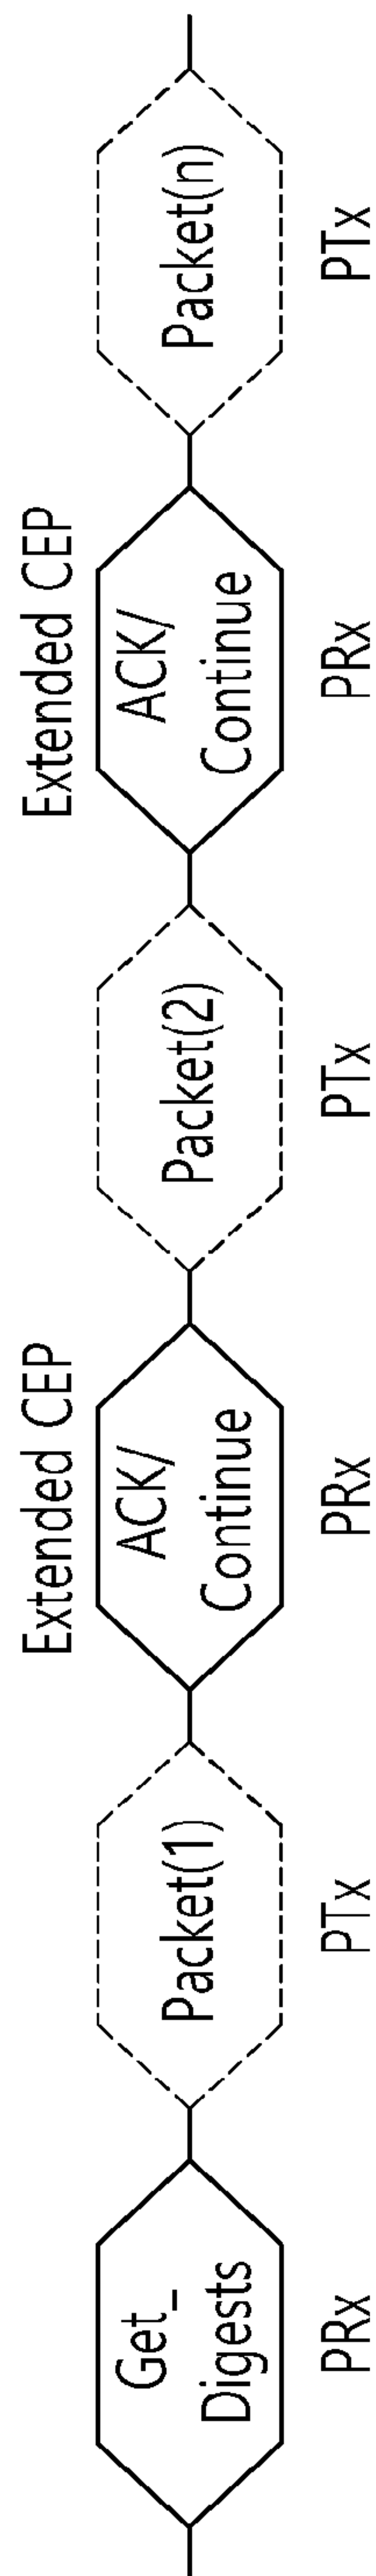 Get_
Digests
PRx
Packet(1)
PTx
Extended CEP
ACK/
Continue
PRx
Packet(2)
PTx
Extended CEP
ACK/
Continue
PRx
Packet(n)
PTx